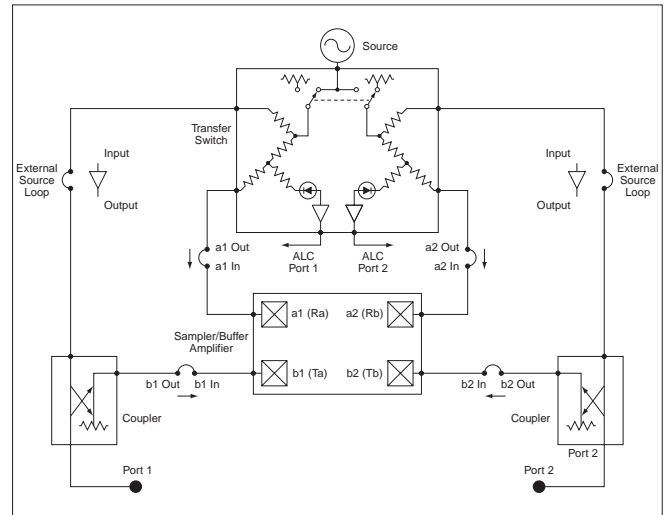 Source
Transfer
Switch
External
Source
Loop
Input
Output
Input
Output
External
Source
Loop
a1 Out
a1 In
ALC
Port 1
ALC
Port 2
a2 Out
a2 In
a1 (Ra)
a2 (Rb)
Sampler/Buffer
Amplifier
b1 (Ta)
b2 (Tb)
b1 Out
b1 In
b2 In
b2 Out
Coupler
Coupler
Port 2
Port 1
Port 2